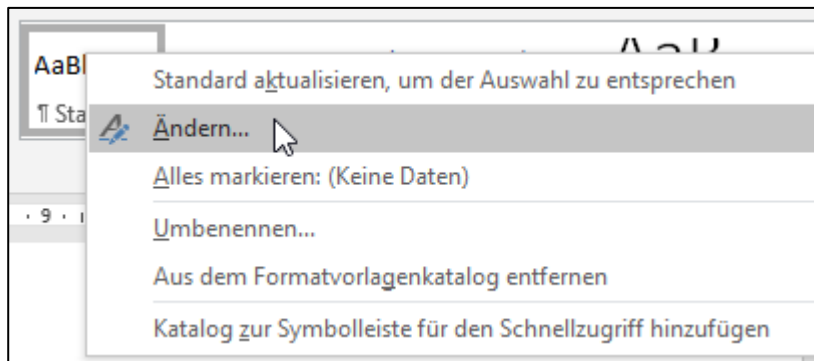 AaBl
¶ Sta
Standard aktualisieren, um der Auswahl zu entsprechen
Ändern...
Alles markieren: (Keine Daten)
· 9 ·
Umbenennen...
Aus dem Formatvorlagenkatalog entfernen
Katalog zur Symbolleiste für den Schnellzugriff hinzufügen